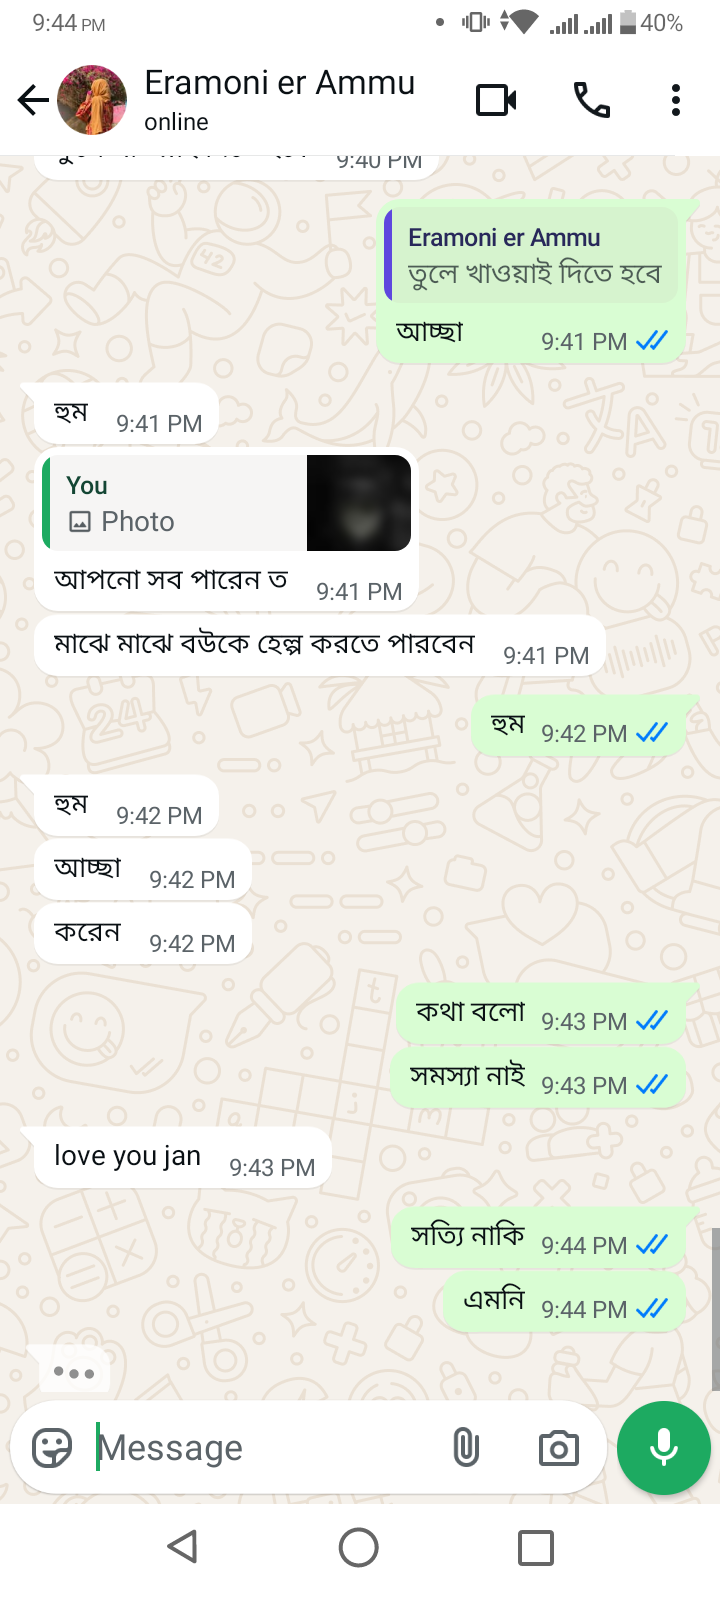 9:44 PM
40%
Eramoni er Ammu
online
9:40 PM
Eramoni er Ammu
তুলে খাওয়াই দিতে হবে
আচ্ছা 9:41 PM
হুম 9:41 PM
You
Photo
আপনো সব পারেন ত 9:41 PM
মাঝে মাঝে বউকে হেল্প করতে পারবেন 9:41 PM
হুম 9:42 PM
হুম 9:42 PM
আচ্ছা 9:42 PM
করেন 9:42 PM
কথা বলো 9:43 PM
সমস্যা নাই 9:43 PM
love you jan 9:43 PM
সত্যি নাকি 9:44 PM
এমনি 9:44 PM
Message